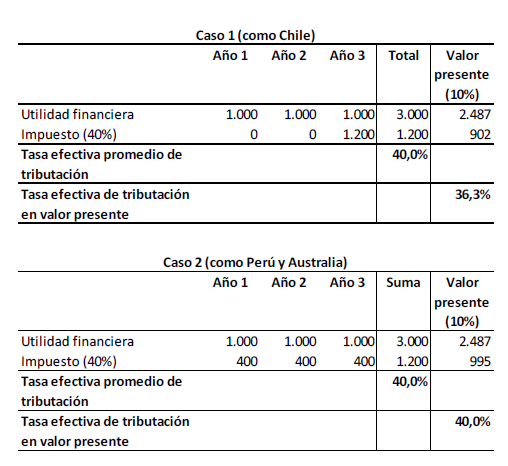 Caso 1 (como Chile)
Año 1 Año 2 Año 3 Total Valor
presente
(10%)
Utilidad financiera 1.000 1.000 1.000 3.000 2.487
Impuesto (40%) 0 0 1.200 1.200 902
Tasa efectiva promedio de 40,0%
tributación
Tasa efectiva de tributación 36,3%
en valor presente
Caso 2 (como Perú y Australia)
Año 1 Año 2 Año 3 Suma Valor
presente
(10%)
Utilidad financiera 1.000 1.000 1.000 3.000 2.487
Impuesto (40%) 400 400 400 1.200 995
Tasa efectiva promedio de 40,0%
tributación
Tasa efectiva de tributación 40,0%
en valor presente